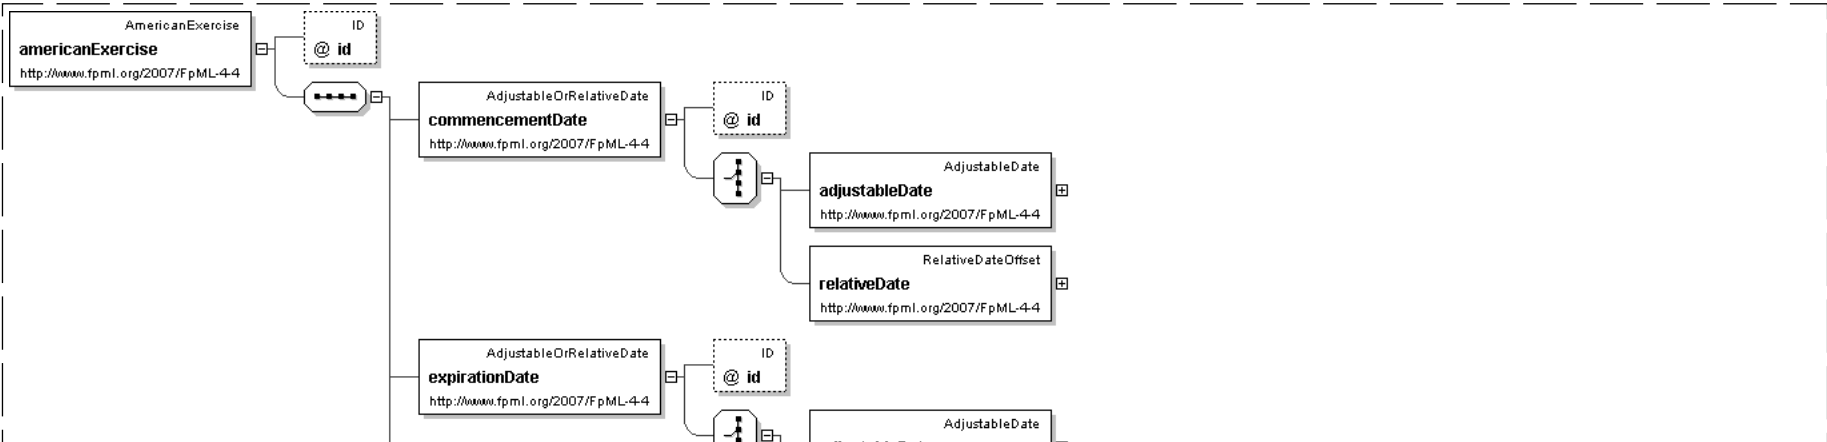 AmericanExercise
americanExercise
http://www.fpml.org/2007/FpML-4-4
ID
@ id
AdjustableOrRelativeDate
commencementDate
http://www.fpml.org/2007/FpML-4-4
ID
@ id
AdjustableDate
adjustableDate
http://www.fpml.org/2007/FpML-4-4
RelativeDateOffset
relativeDate
http://www.fpml.org/2007/FpML-4-4
AdjustableOrRelativeDate
expirationDate
http://www.fpml.org/2007/FpML-4-4
ID
@ id
AdjustableDate